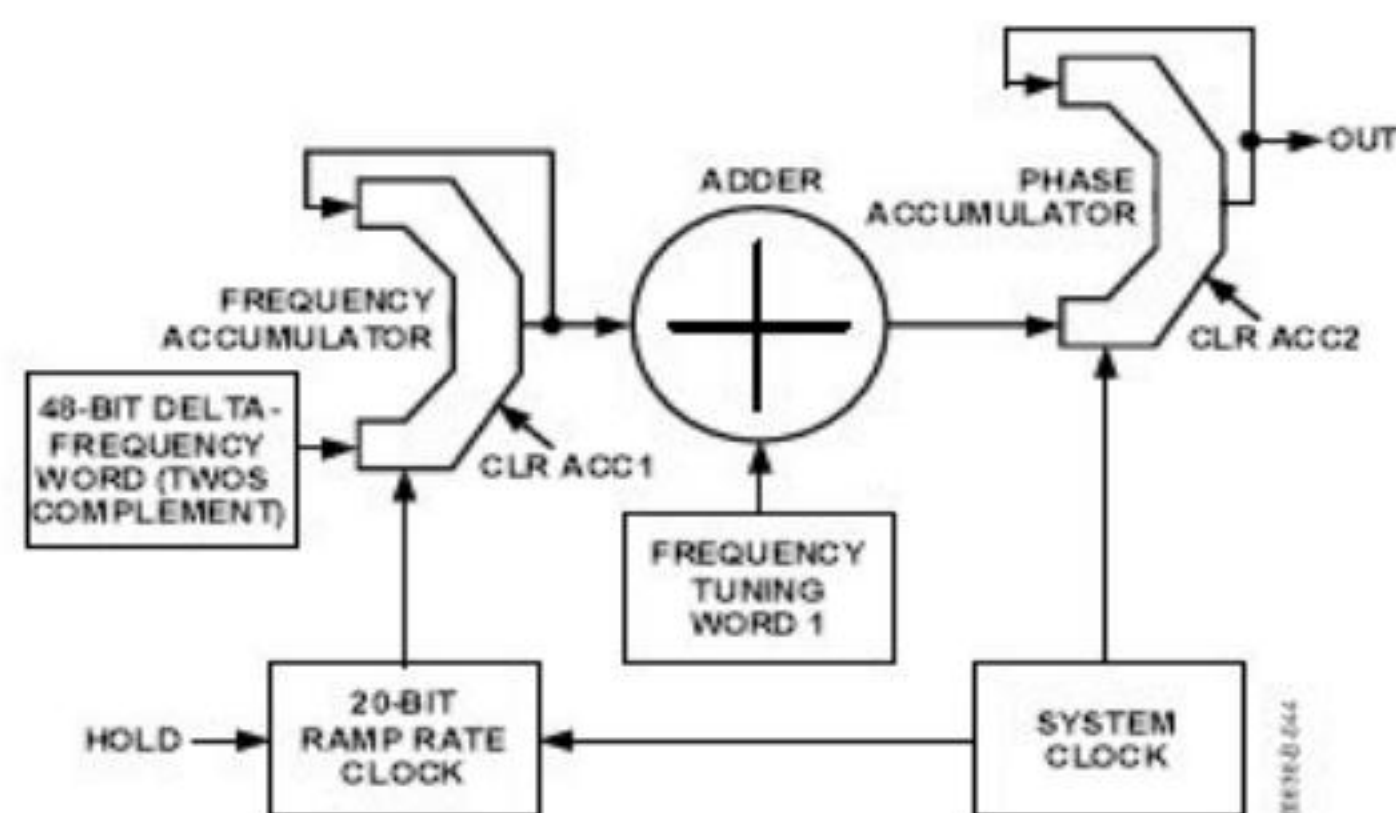 OUT
ADDER
PHASE
ACCUMULATOR
FREQUENCY
ACCUMULATOR
CLR ACC2
48-BIT DELTA-
FREQUENCY
WORD (TWOS
COMPLEMENT)
CLR ACC1
FREQUENCY
TUNING
WORD 1
20-BIT
RAMP RATE
CLOCK
HOLD
SYSTEM
CLOCK